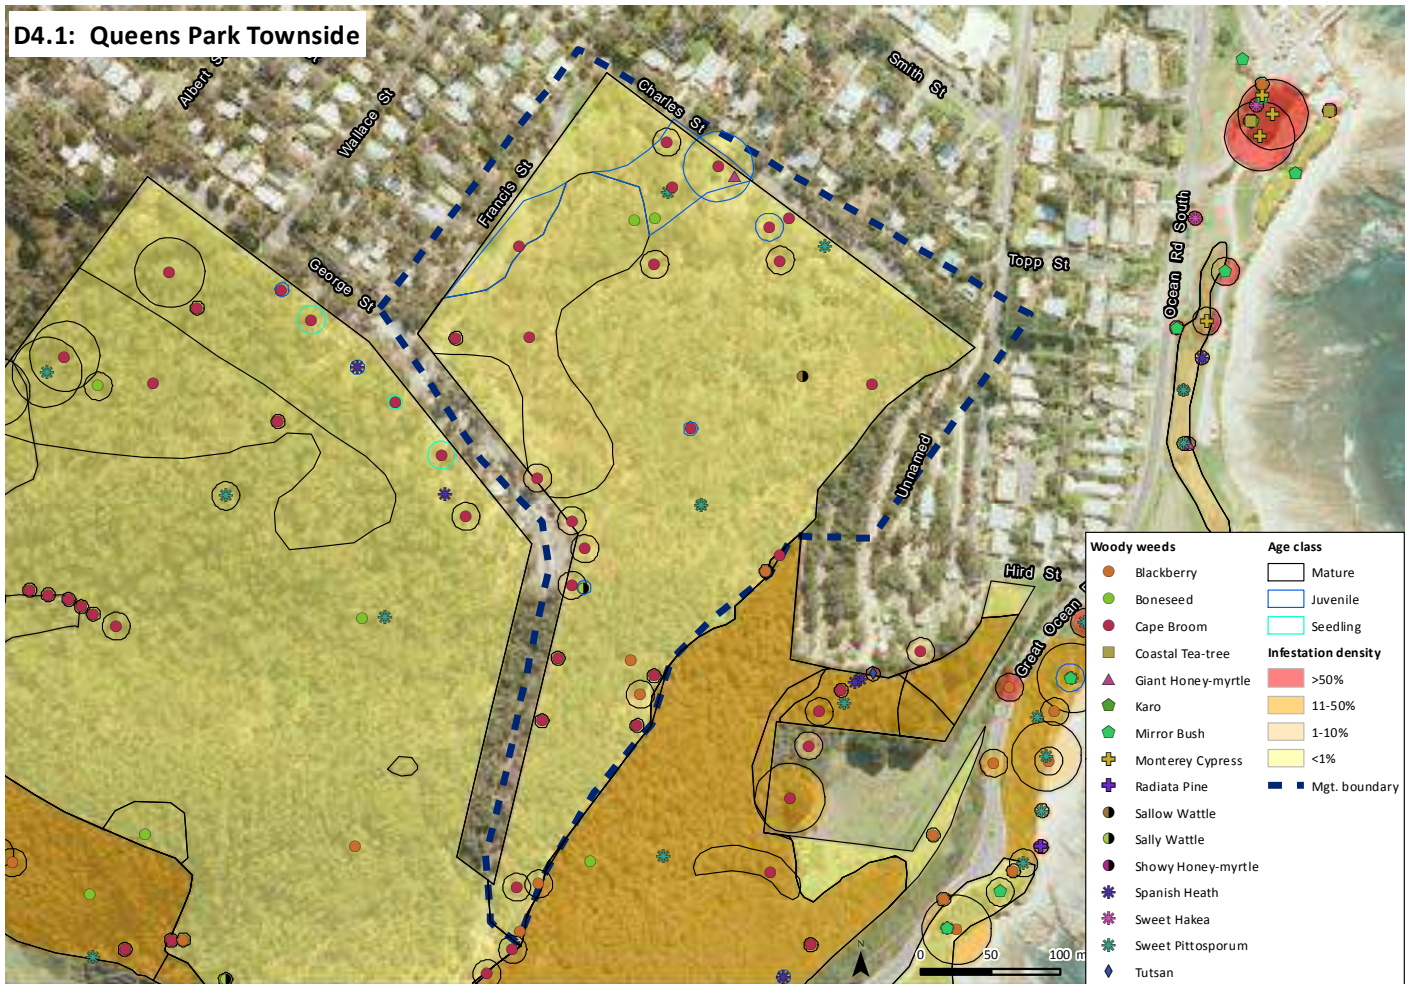 D4.1: Queens Park Townside
Albert S
St
Wallace St
Francis St
George St
Charles St
Smith St
Topp St
Ocean Rd South
Unnamed
Hird St
Great Ocean R
N
0 50 100 m
Woody weeds
Blackberry
Boneseed
Cape Broom
Coastal Tea-tree
Giant Honey-myrtle
Karo
Mirror Bush
Monterey Cypress
Radiata Pine
Sallow Wattle
Sally Wattle
Showy Honey-myrtle
Spanish Heath
Sweet Hakea
Sweet Pittosporum
Tutsan
Age class
Mature
Juvenile
Seedling
Infestation density
>50%
11-50%
1-10%
<1%
Mgt. boundary